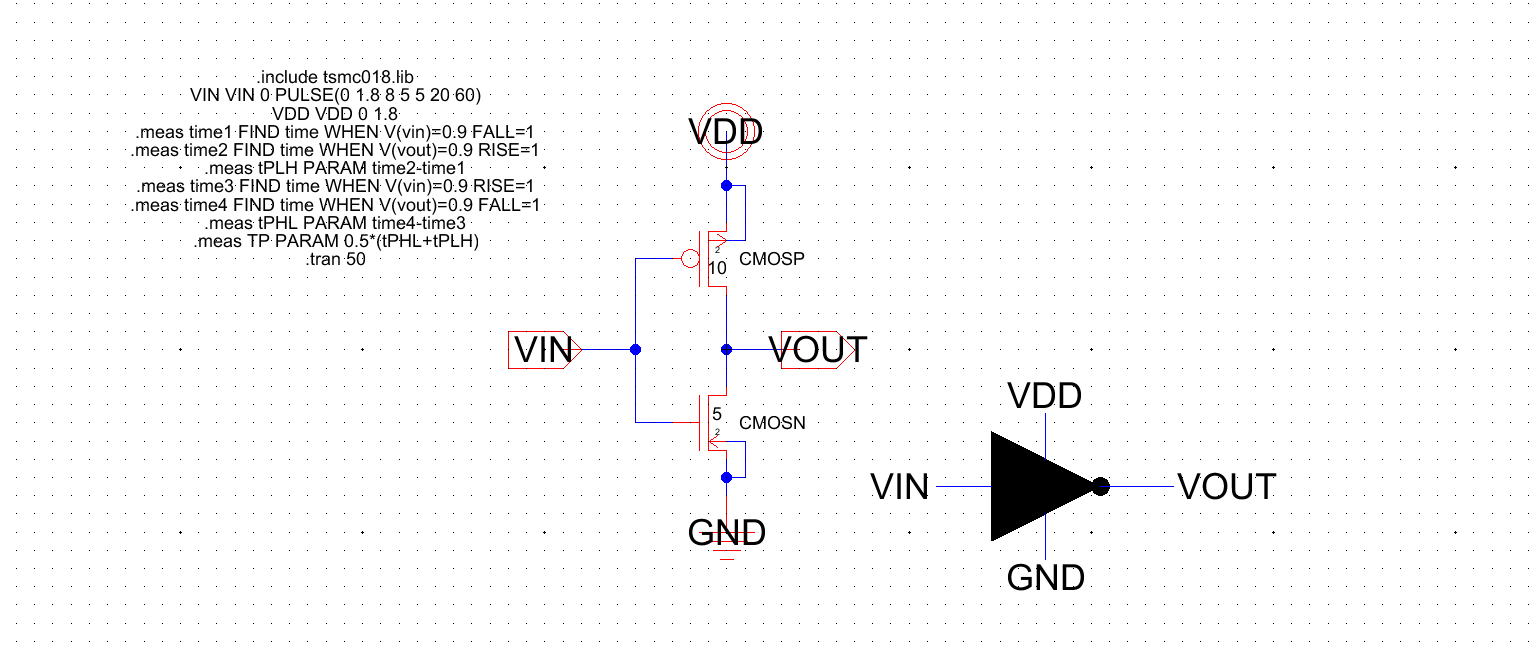 .include tsmc018.lib
VIN VIN 0 PULSE(0 1.8 8 5 5 20 60)
VDD VDD 0 1.8
.meas time1 FIND time WHEN V(vin)=0.9 FALL=1
.meas time2 FIND time WHEN V(vout)=0.9 RISE=1
.meas tPLH PARAM time2-time1
.meas time3 FIND time WHEN V(vin)=0.9 RISE=1
.meas time4 FIND time WHEN V(vout)=0.9 FALL=1
.meas tPHL PARAM time4-time3
.meas TP PARAM 0.5*(tPHL+tPLH)
.tran 50
VDD
2
10 CMOSP
VIN
VOUT
5
2
CMOSN
GND
VDD
VIN
VOUT
GND